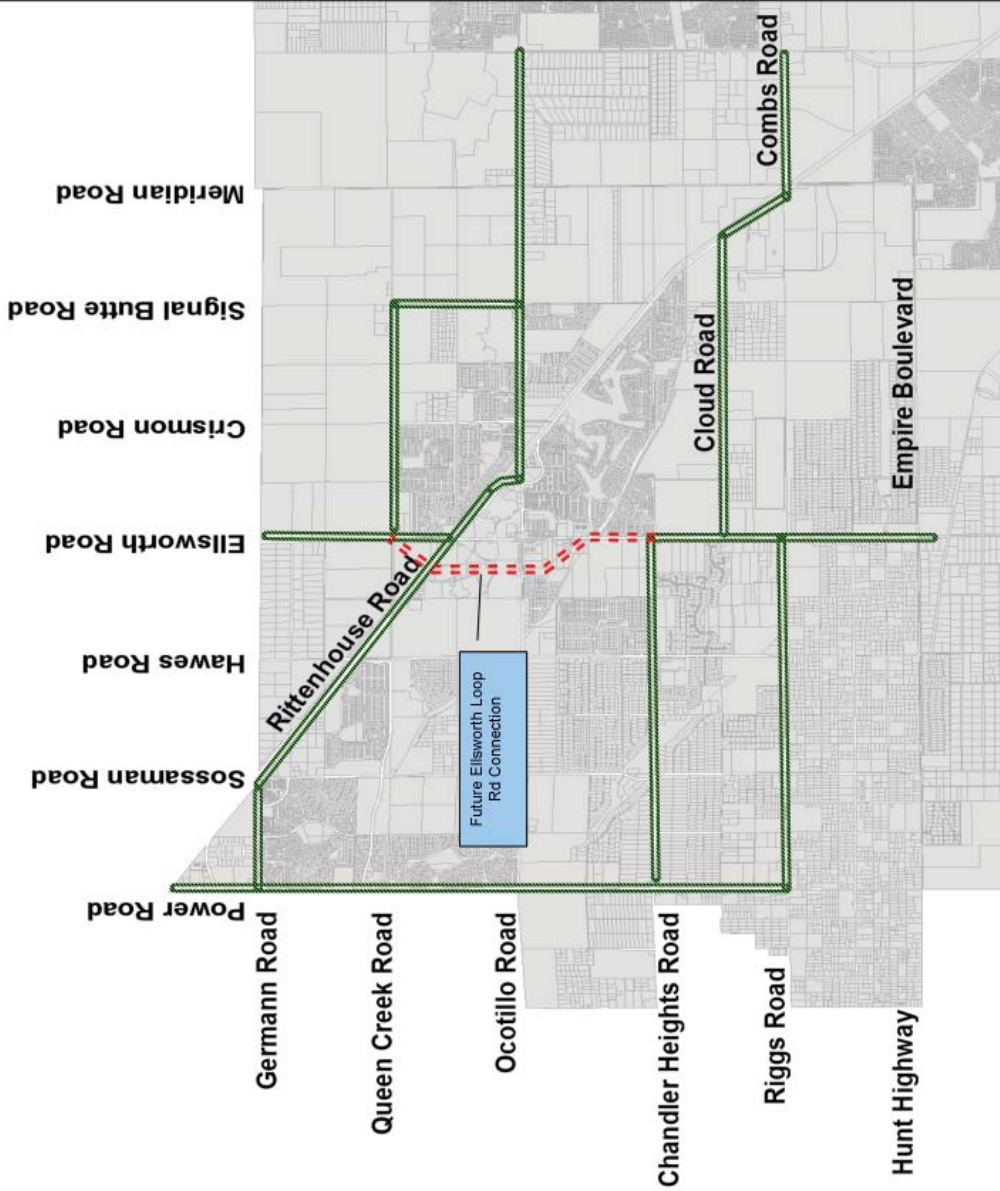 Meridian Road
Signal Butte Road
Crismon Road
Ellsworth Road
Hawes Road
Sossaman Road
Power Road
Germann Road
Queen Creek Road
Ocotillo Road
Chandler Heights Road
Riggs Road
Hunt Highway
Rittenhouse Road
Future Ellsworth Loop
Rd Connection
Cloud Road
Combs Road
Empire Boulevard